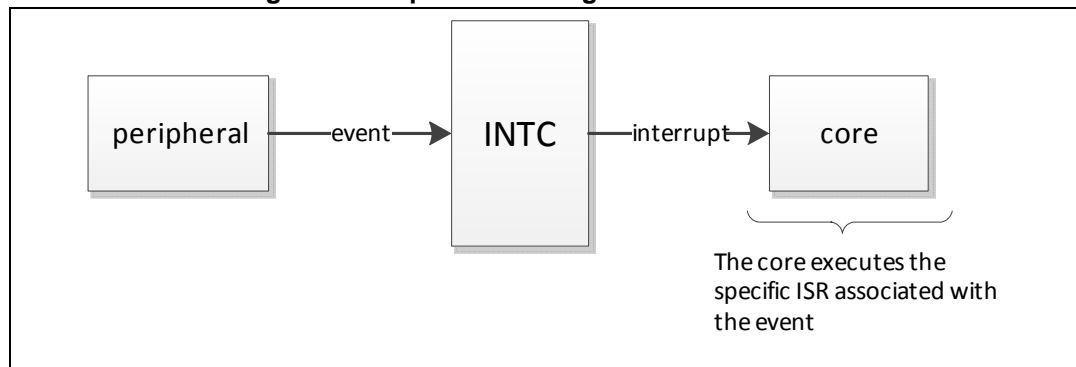 peripheral
event
INTC
interrupt
core
The core executes the
specific ISR associated with
the event